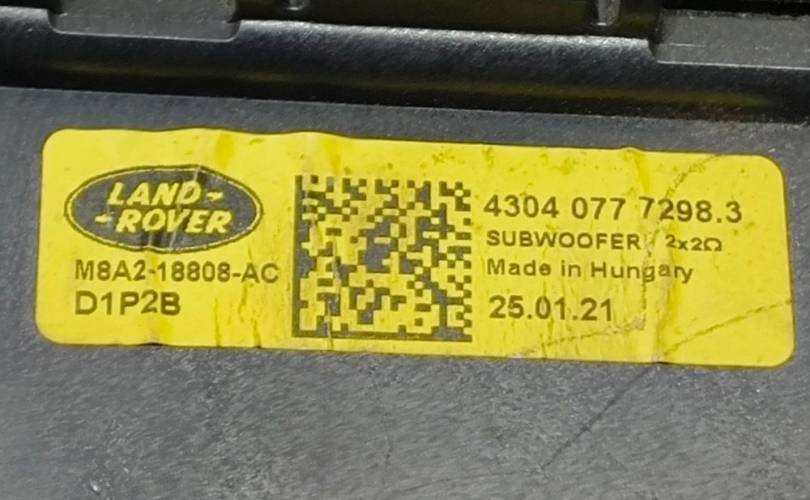 LAND-
-ROVER
M8A2-18808-AC
D1P2B
4304 077 7298.3
SUBWOOFER 2x2Ω
Made in Hungary
25.01.21